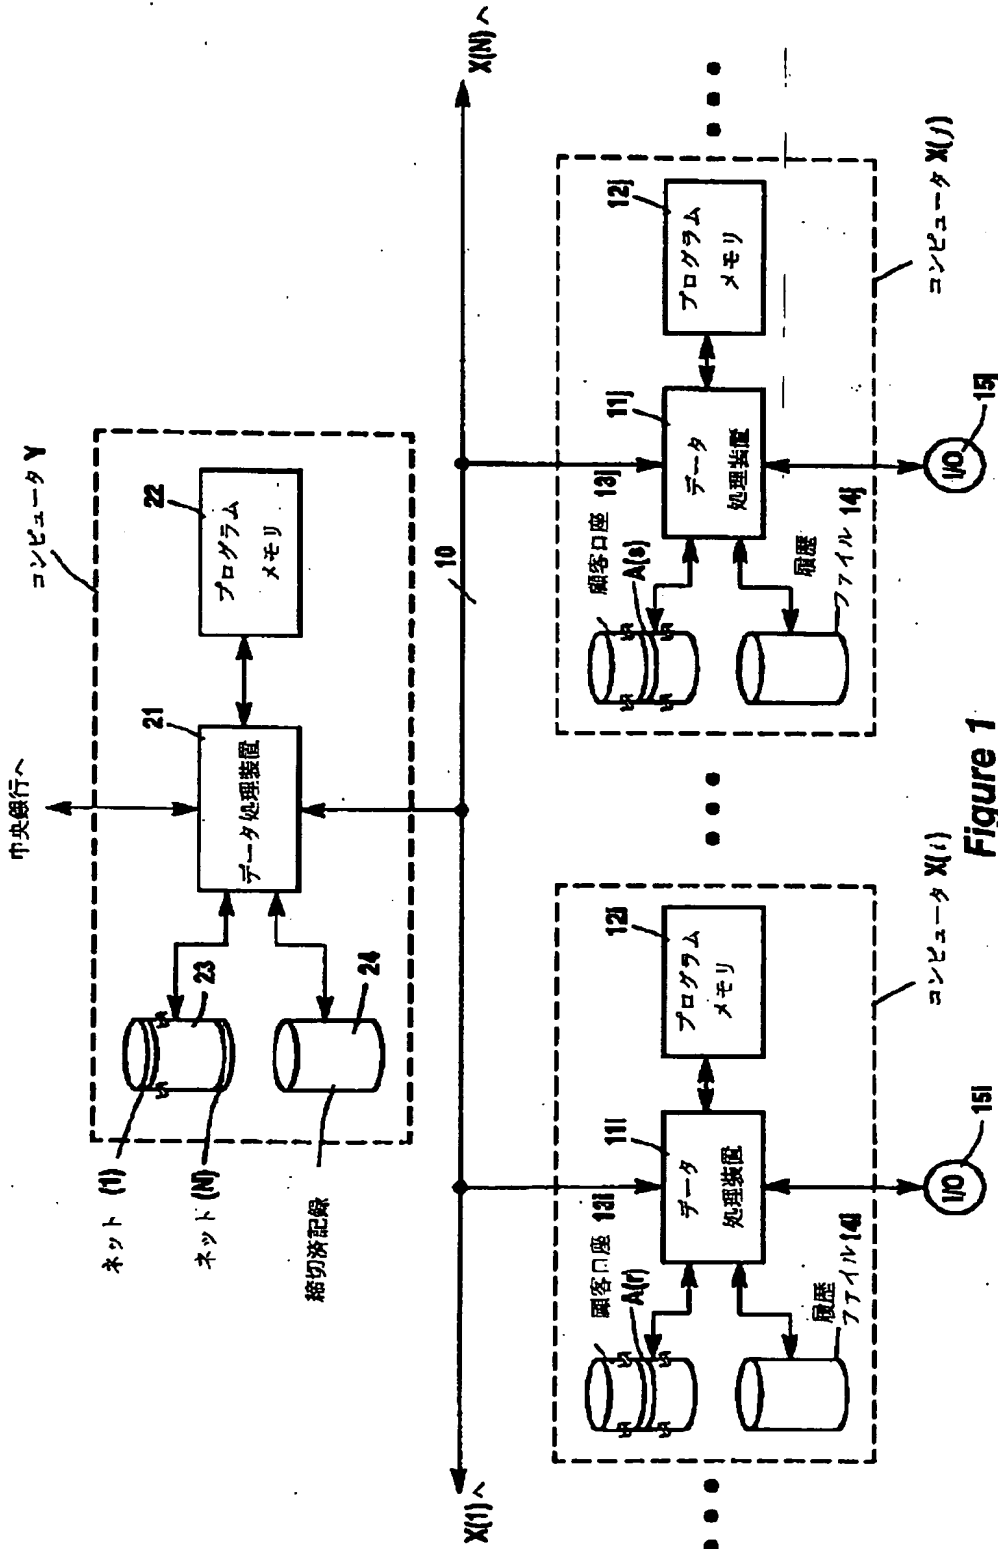 巾央銀行へ
コンピュータ Y
ネット (1)
ネット (N)
締切済記録
23
24
21
データ処理装置
22
プログラム
メモリ
X(1)へ
10
X(N)へ
顧客口座 13i
A(r)
履歴
ファイル 14i
11i
データ
処理装置
12i
プログラム
メモリ
I/O
15i
コンピュータ X(i)
顧客口座 13j
A(s)
履歴
ファイル 14j
11j
データ
処理装置
12j
プログラム
メモリ
I/O
15j
コンピュータ X(j)
Figure 1